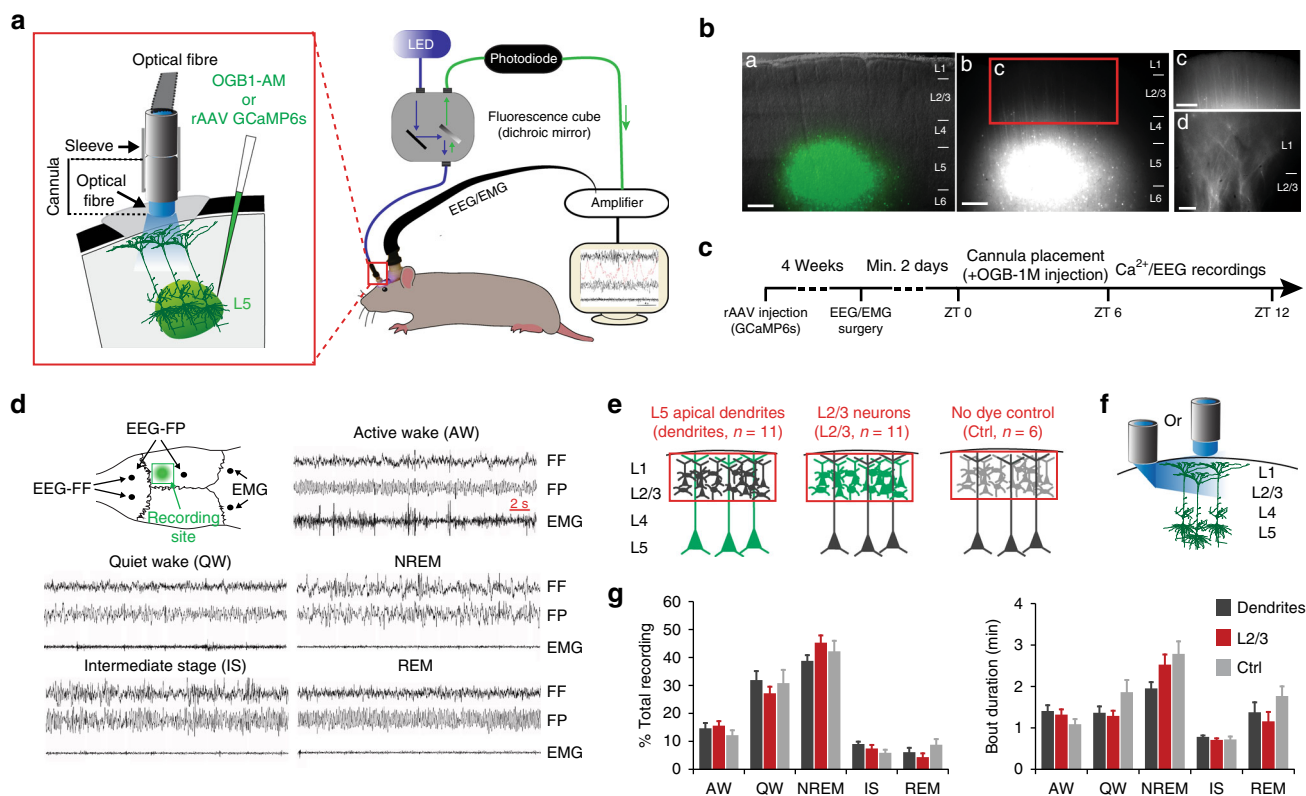 a
Optical fibre
OGB1-AM
or
rAAV GCaMP6s
Sleeve
Cannula
Optical
fibre
L5
LED
Photodiode
Fluorescence cube
(dichroic mirror)
EEG/EMG
Amplifier
b
a
L1
L2/3
L4
L5
L6
b
c
L1
L2/3
L4
L5
L6
c
d
L1
L2/3
c
4 Weeks
Min. 2 days
Cannula placement
(+OGB-1M injection)
Ca2+/EEG recordings
rAAV injection
(GCaMP6s)
EEG/EMG
surgery
ZT 0
ZT 6
ZT 12
d
EEG-FP
EEG-FF
EMG
Recording
site
Active wake (AW)
FF
FP
2 s
EMG
Quiet wake (QW)
NREM
FF
FP
EMG
Intermediate stage (IS)
REM
FF
FP
EMG
e
L5 apical dendrites
(dendrites, n = 11)
L2/3 neurons
(L2/3, n = 11)
No dye control
(Ctrl, n = 6)
L1
L2/3
L4
L5
f
Or
L1
L2/3
L4
L5
g
% Total recording
60
50
40
30
20
10
0
AW QW NREM IS REM
Bout duration (min)
4
3
2
1
0
AW QW NREM IS REM
Dendrites
L2/3
Ctrl